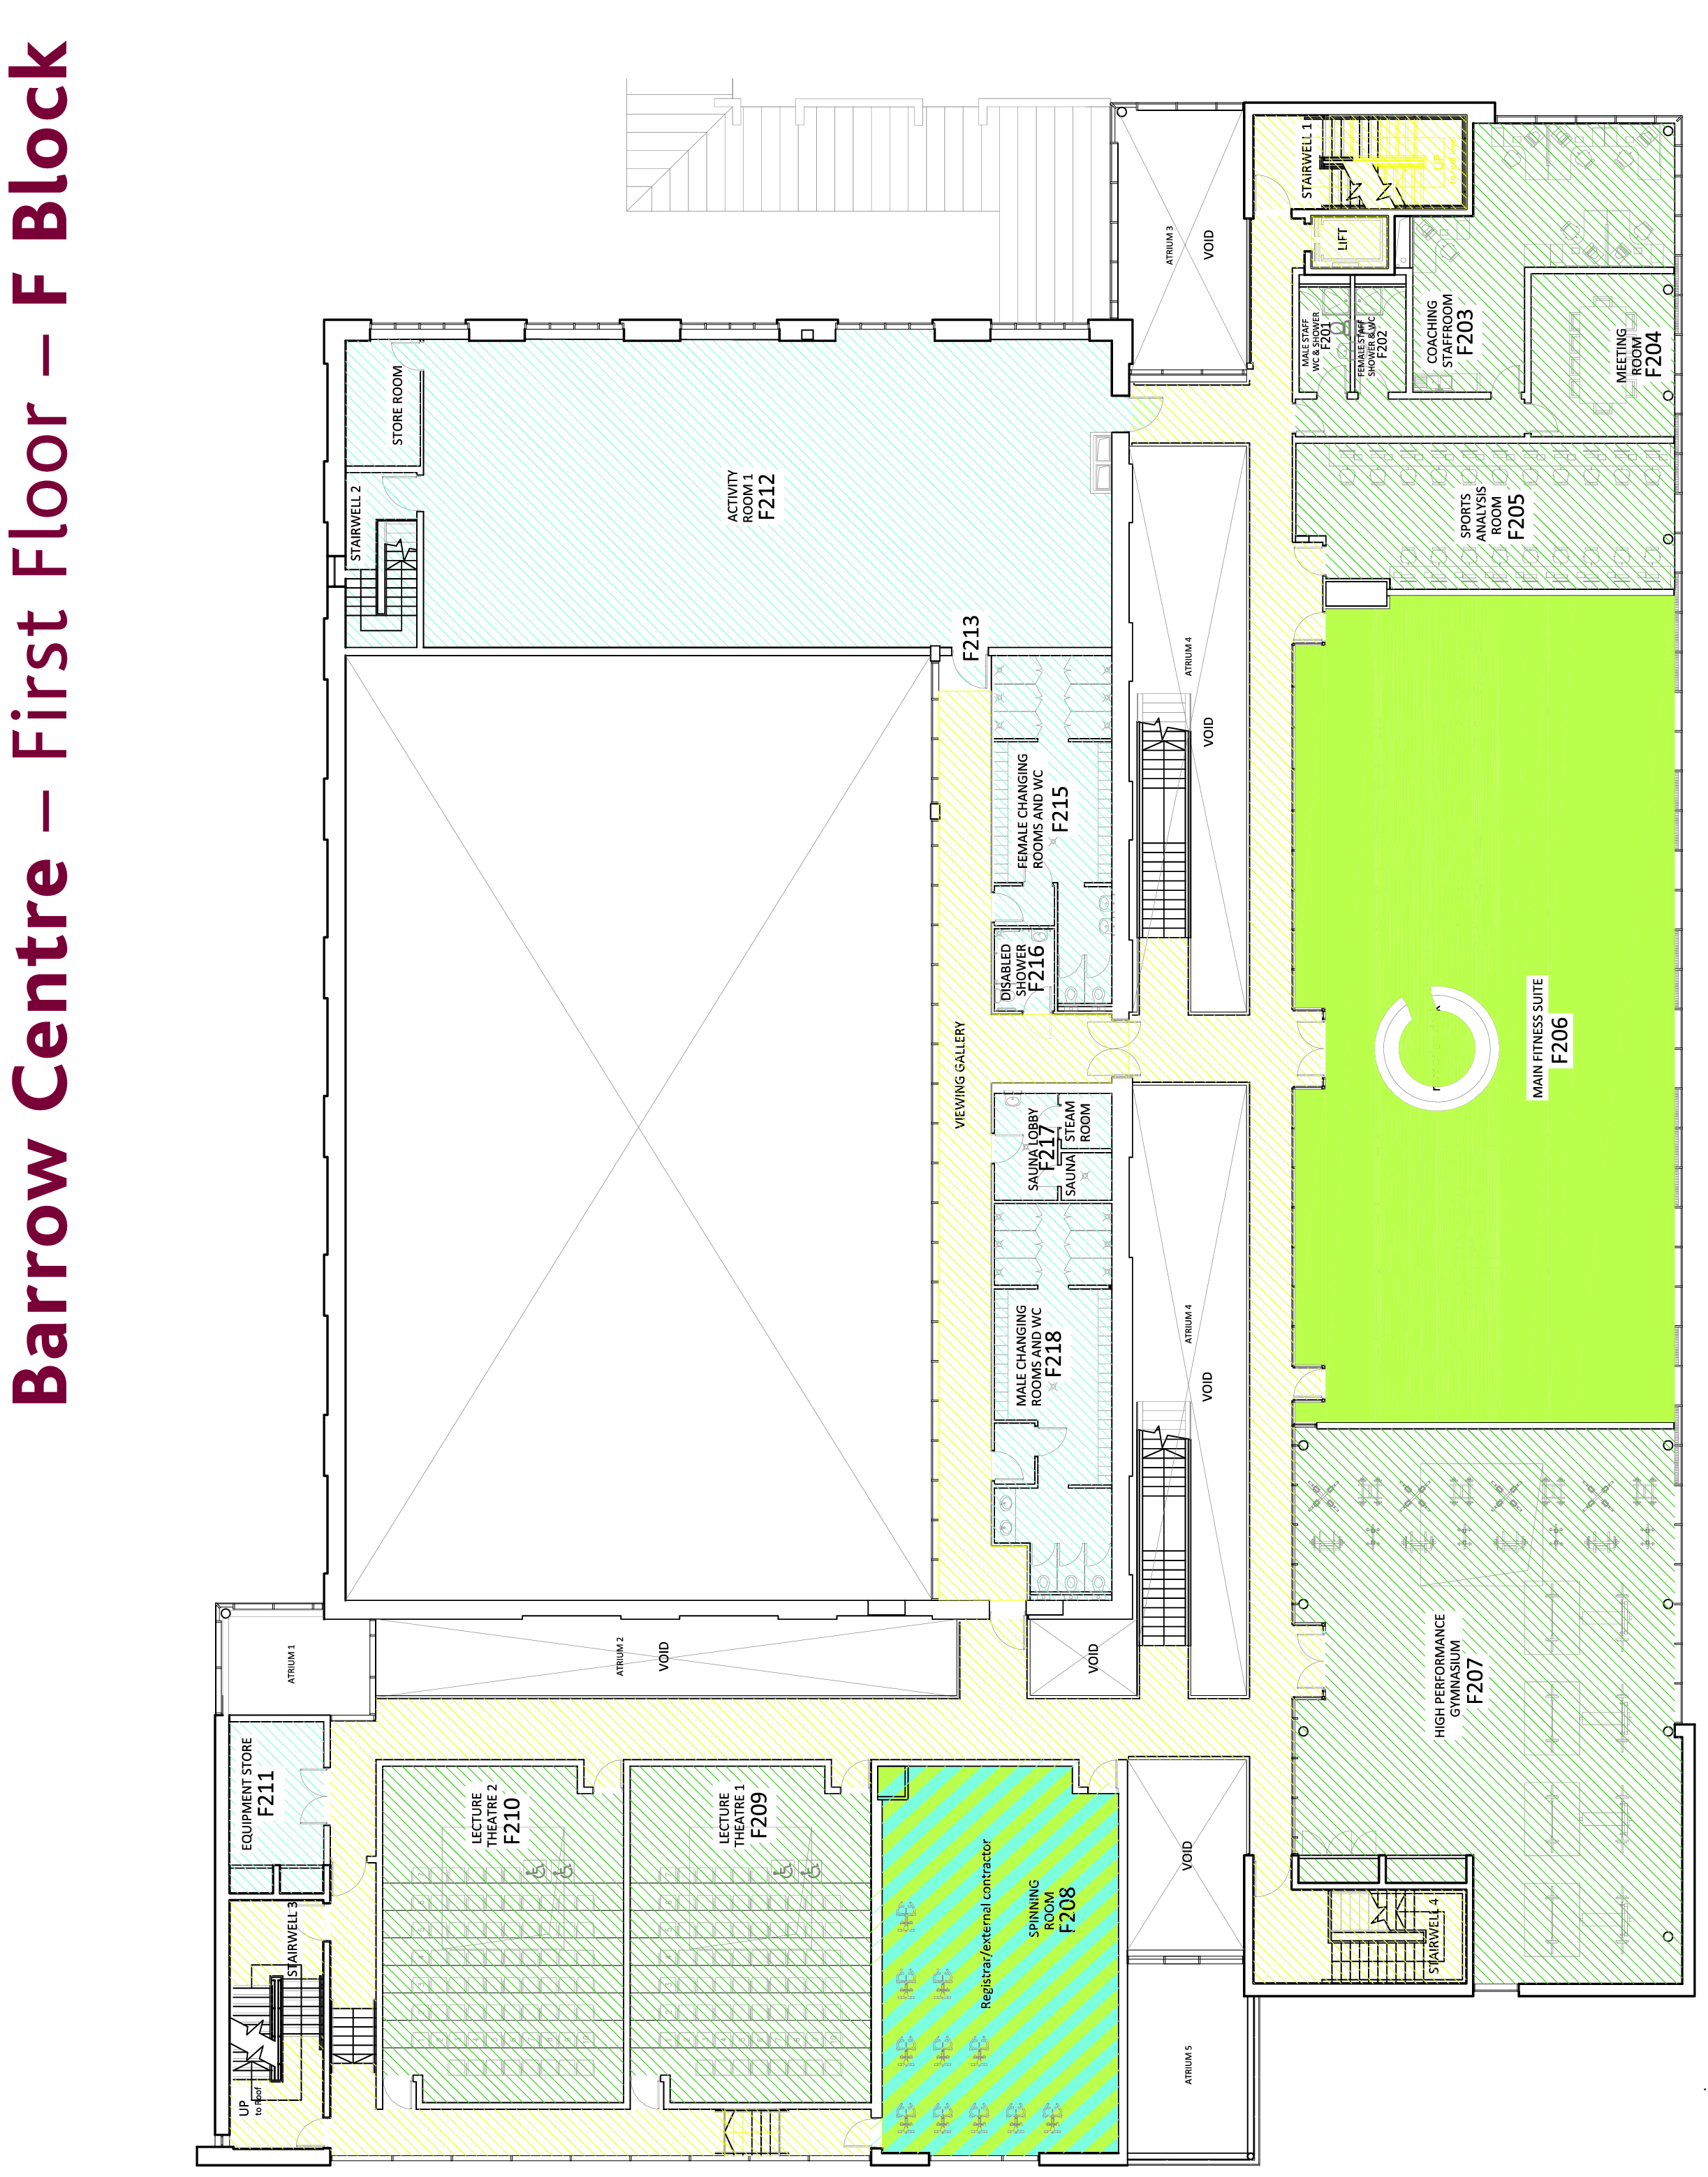 Barrow Centre – First Floor – F Block
STAIRWELL 1
UP
LIFT
ATRIUM 3
VOID
MALE STAFF
WC & SHOWER
F201
FEMALE STAFF
SHOWER & WC
F202
COACHING
STAFFROOM
F203
MEETING
ROOM
F204
STORE ROOM
STAIRWELL 2
ACTIVITY
ROOM 1
F212
SPORTS
ANALYSIS
ROOM
F205
F213
ATRIUM 4
VOID
FEMALE CHANGING
ROOMS AND WC
F215
DISABLED
SHOWER
F216
VIEWING GALLERY
MAIN FITNESS SUITE
F206
SAUNA LOBBY
F217
STEAM
ROOM
SAUNA
MALE CHANGING
ROOMS AND WC
F218
ATRIUM 4
VOID
ATRIUM 1
ATRIUM 2
VOID
VOID
HIGH PERFORMANCE
GYMNASIUM
F207
EQUIPMENT STORE
F211
LECTURE
THEATRE 2
F210
LECTURE
THEATRE 1
F209
Registrar/external contractor
SPINNING
ROOM
F208
VOID
STAIRWELL 3
STAIRWELL 4
UP
to Roof
ATRIUM 5